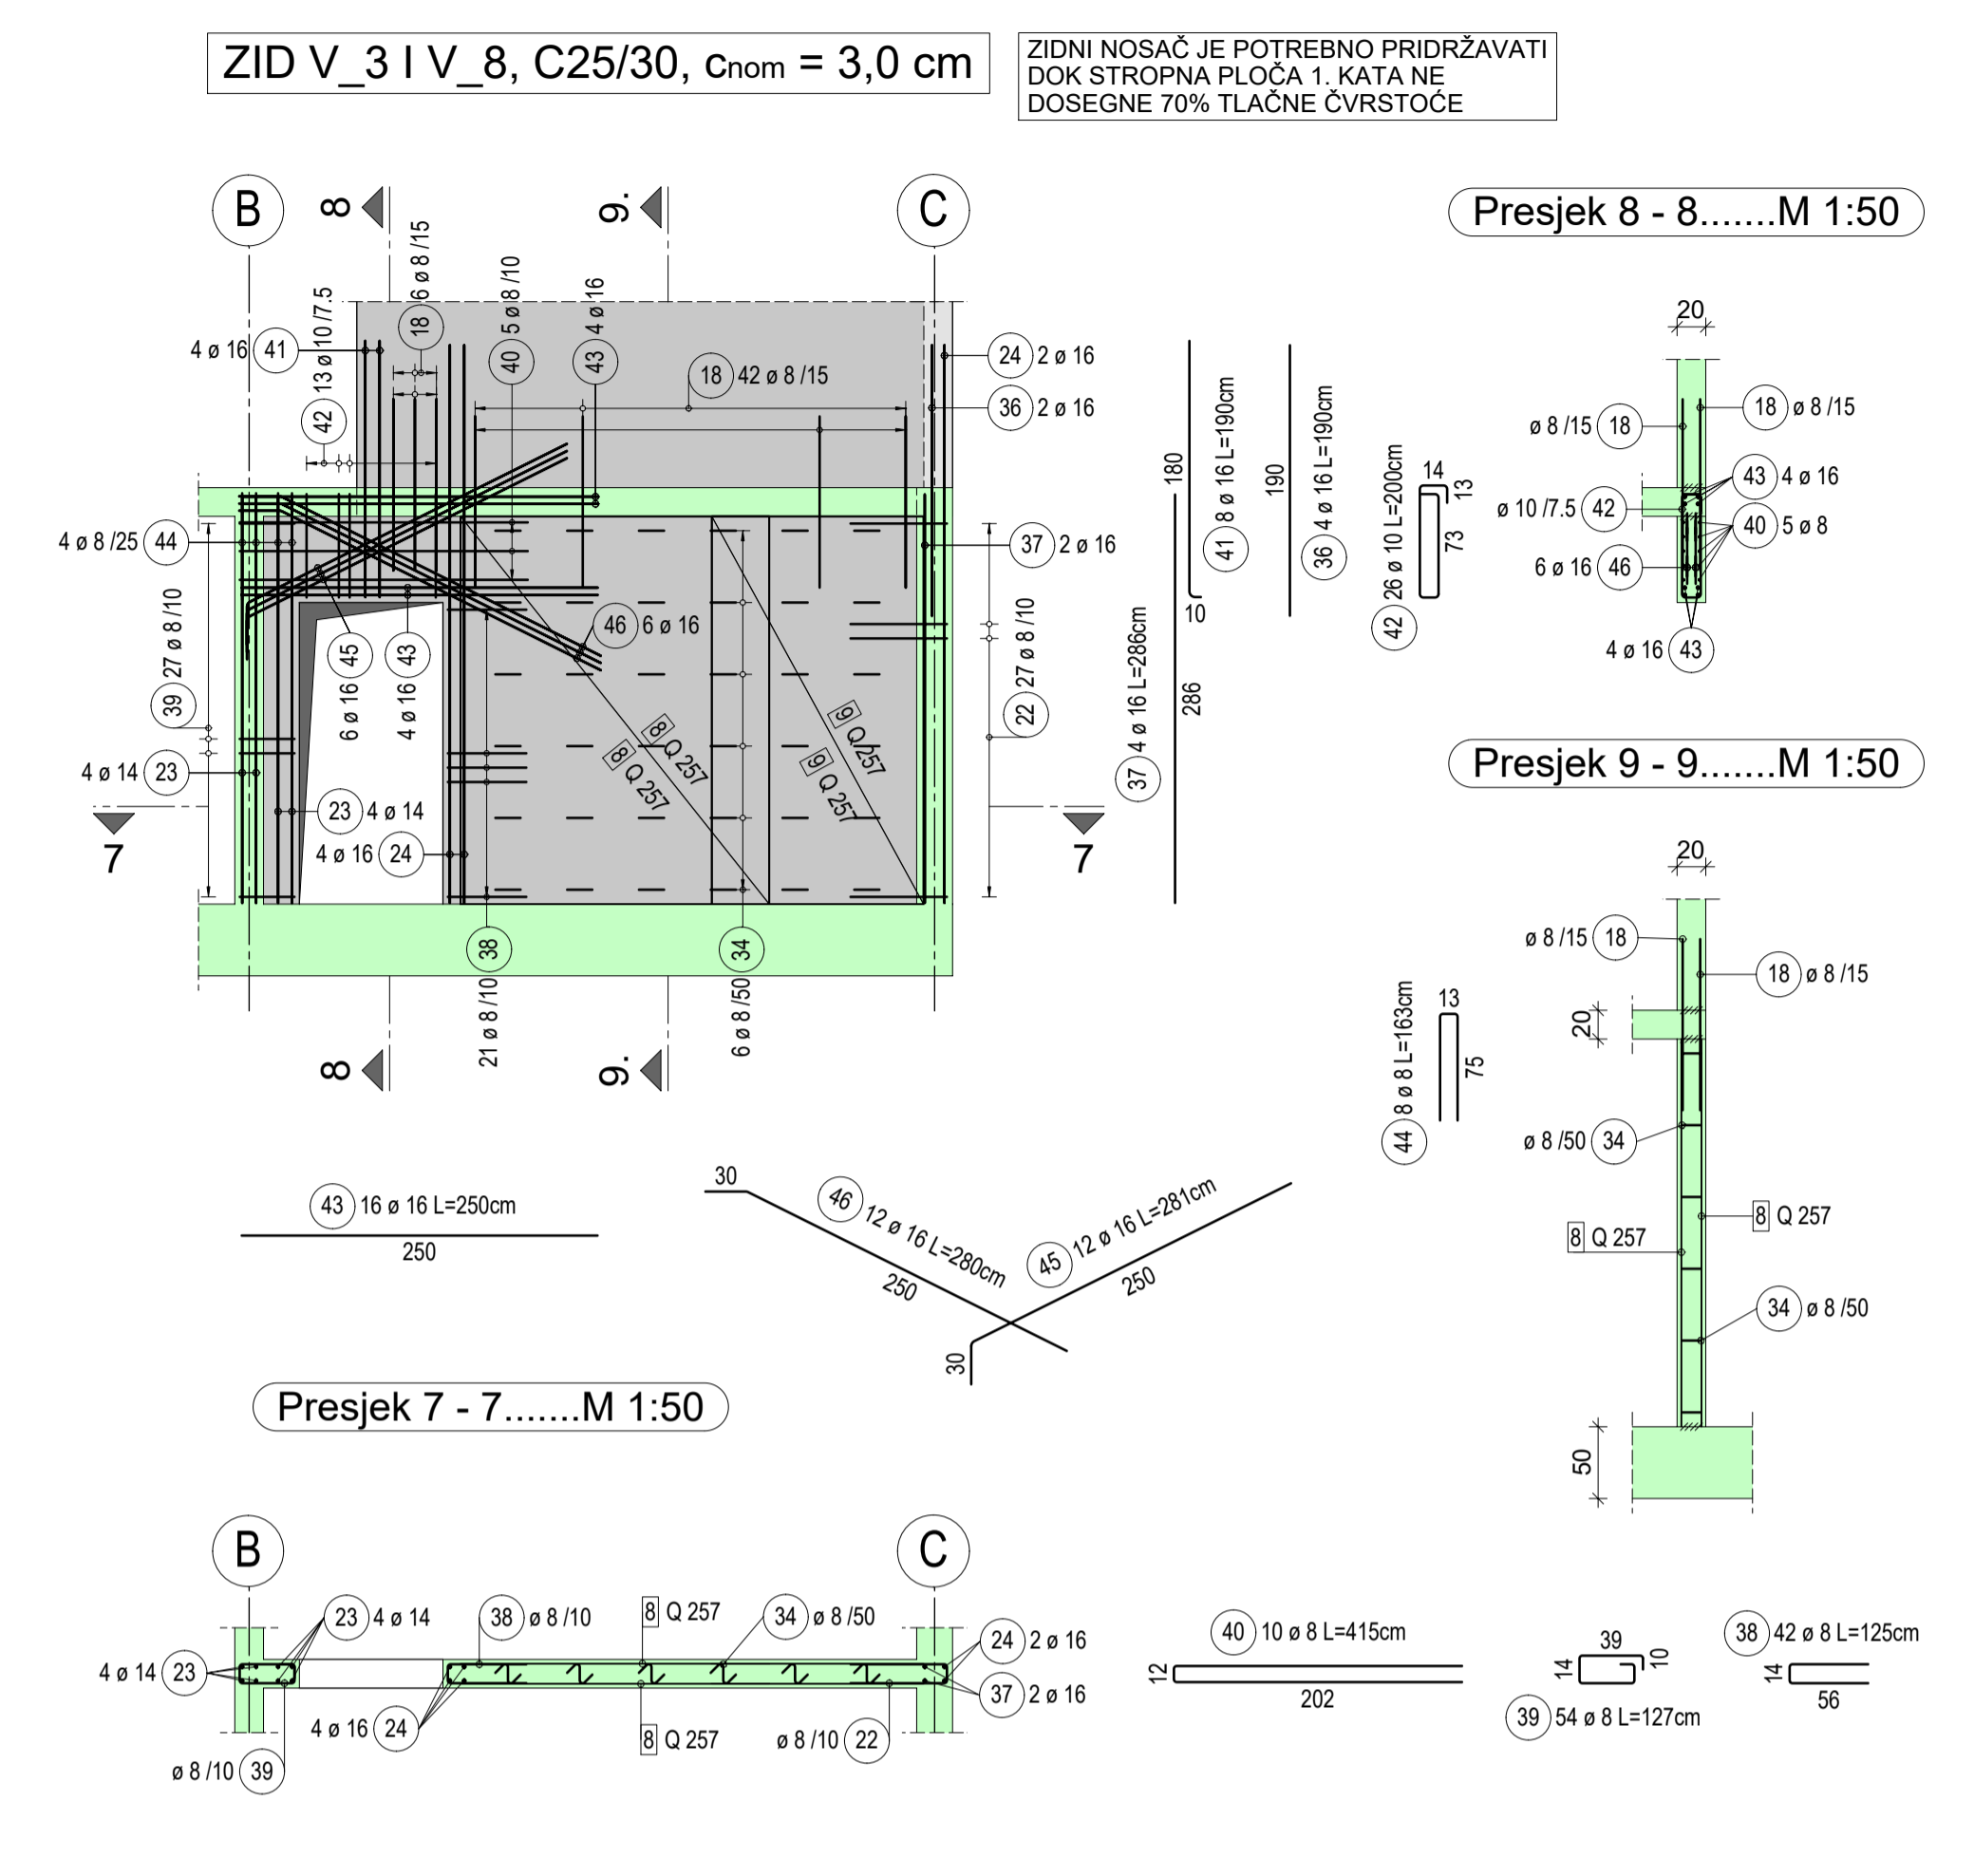 ZID V_3 I V_8, C25/30, cnom = 3,0 cm
ZIDNI NOSAČ JE POTREBNO PRIDRŽAVATI
DOK STROPNA PLOČA 1. KATA NE
DOSEGNE 70% TLAČNE ČVRSTOĆE
B
8
9.
C
4 ø 16 41
42 13 ø 10 /7.5
18 6 ø 8 /15
40 5 ø 8 /10
43 4 ø 16
18 42 ø 8 /15
24 2 ø 16
36 2 ø 16
4 ø 8 /25 44
37 2 ø 16
39 27 ø 8 /10
45
6 ø 16
43
4 ø 16
46 6 ø 16
22 27 ø 8 /10
8 Q 257
8 Q 257
9 Q 257
9 Q 257
4 ø 14 23
23 4 ø 14
4 ø 16 24
7
7
38
21 ø 8 /10
34
6 ø 8 /50
8
9.
180
10
41 8 ø 16 L=190cm
190
36 4 ø 16 L=190cm
37 4 ø 16 L=286cm
286
42 26 ø 10 L=200cm
14
13
73
Presjek 8 - 8.......M 1:50
20
ø 8 /15 18
18 ø 8 /15
43 4 ø 16
ø 10 /7.5 42
40 5 ø 8
6 ø 16 46
4 ø 16 43
Presjek 9 - 9.......M 1:50
20
ø 8 /15 18
18 ø 8 /15
20
ø 8 /50 34
8 Q 257
8 Q 257
34 ø 8 /50
50
44 8 ø 8 L=163cm
13
75
43 16 ø 16 L=250cm
250
30
46 12 ø 16 L=280cm
250
45 12 ø 16 L=281cm
250
30
Presjek 7 - 7.......M 1:50
B
C
23 4 ø 14
38 ø 8 /10
8 Q 257
34 ø 8 /50
24 2 ø 16
4 ø 14 23
37 2 ø 16
4 ø 16 24
8 Q 257
ø 8 /10 22
ø 8 /10 39
40 10 ø 8 L=415cm
12
202
39
14
10
39 54 ø 8 L=127cm
38 42 ø 8 L=125cm
14
56